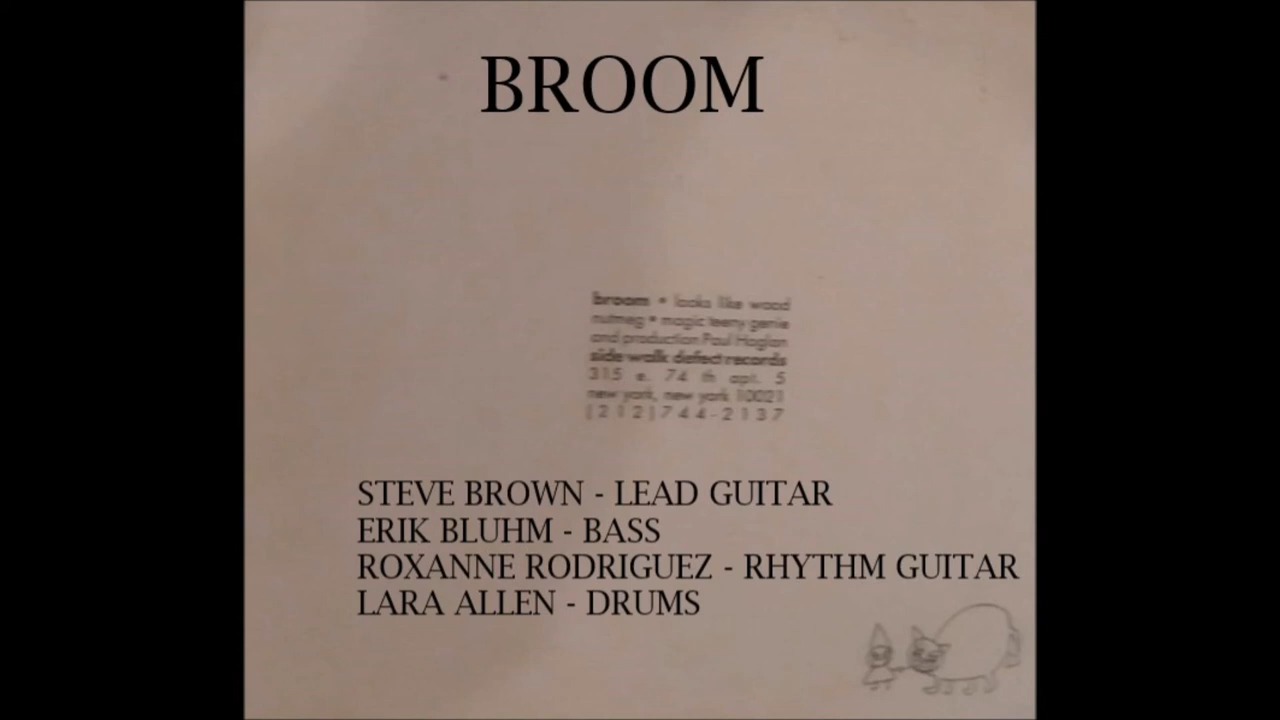 BROOM
broom • looks like wood
nutmeg • magic teeny genie
and production Paul Hoglan
side walk defect records
315 e. 74 th apt. 5
new york, new york 10021
(212)744-2137
STEVE BROWN - LEAD GUITAR
ERIK BLUHM - BASS
ROXANNE RODRIGUEZ - RHYTHM GUITAR
LARA ALLEN - DRUMS